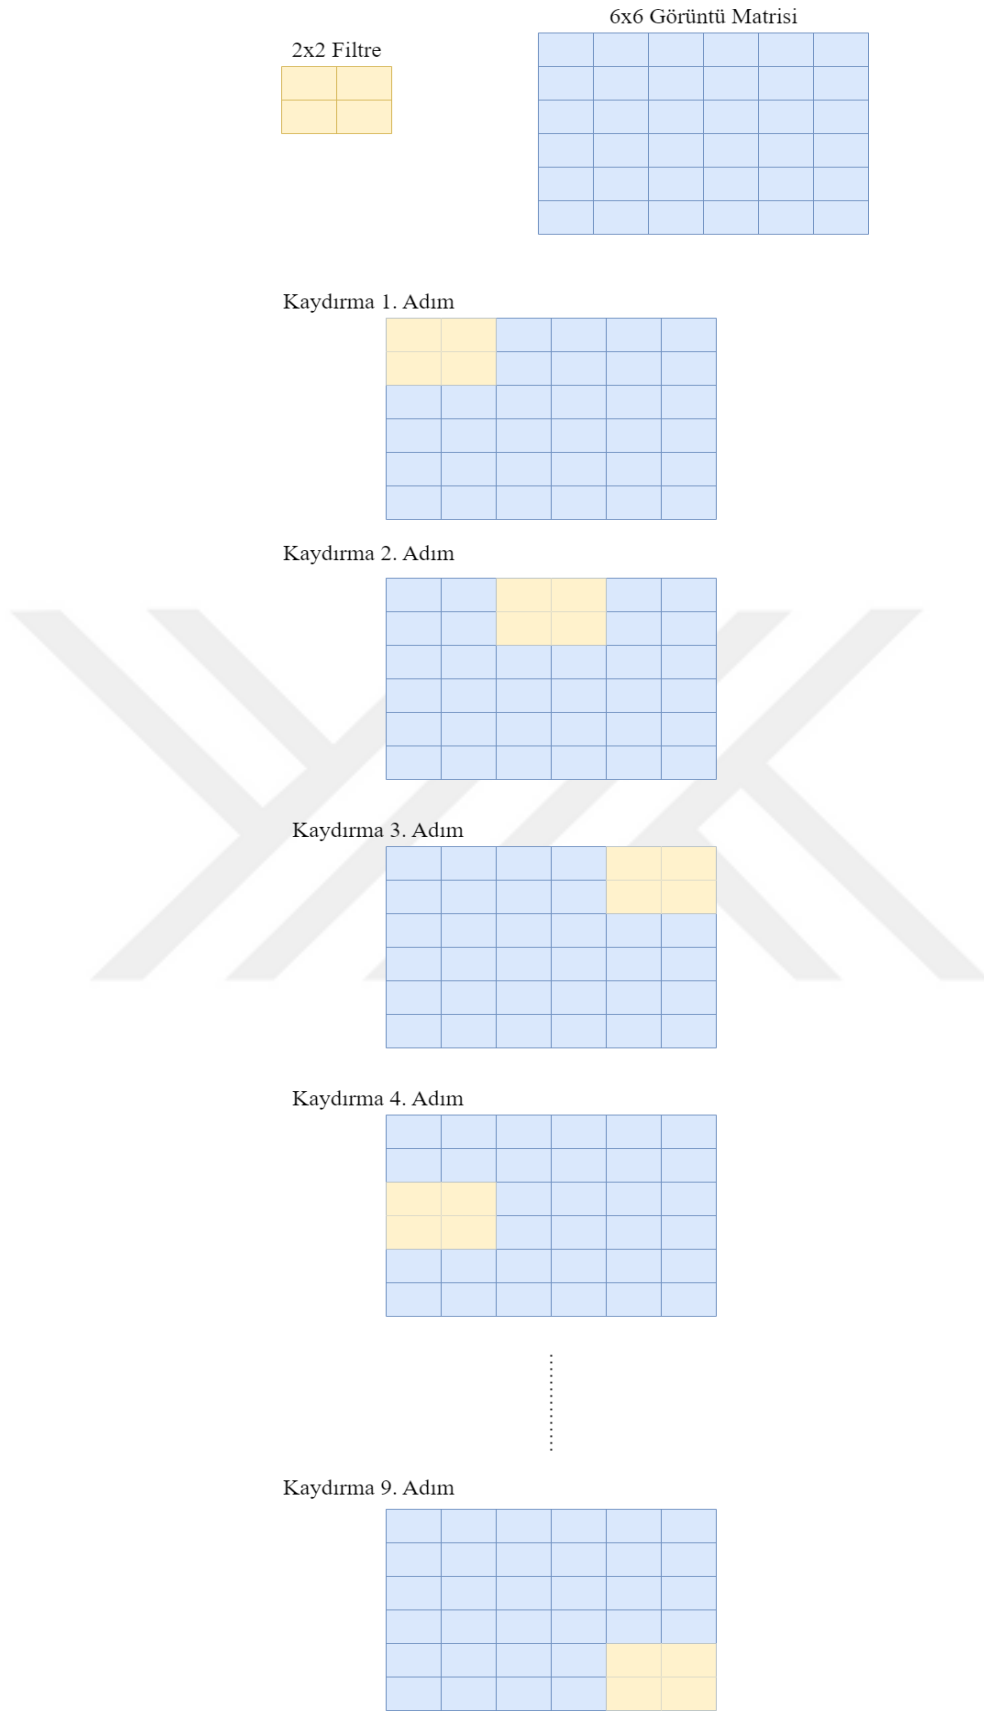 6x6 Görüntü Matrisi
2x2 Filtre
Kaydırma 1. Adım
Kaydırma 2. Adım
Kaydırma 3. Adım
Kaydırma 4. Adım
Kaydırma 9. Adım